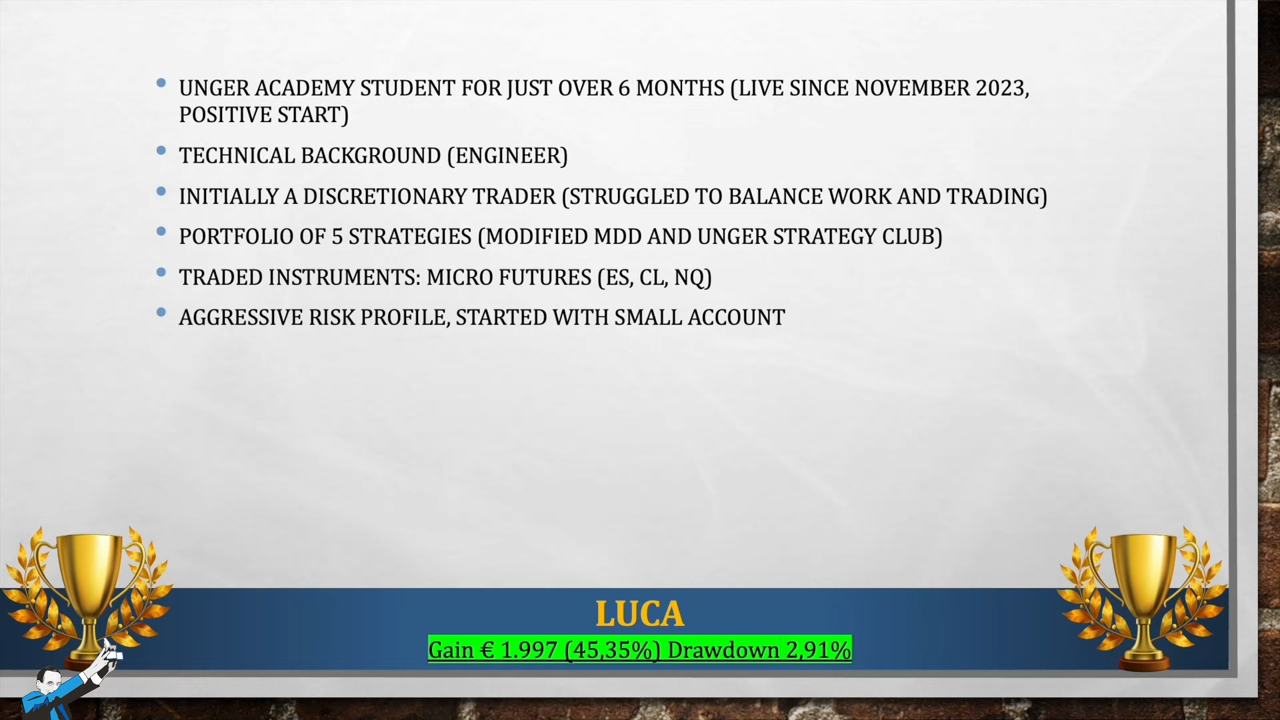 UNGER ACADEMY STUDENT FOR JUST OVER 6 MONTHS (LIVE SINCE NOVEMBER 2023,
POSITIVE START)
TECHNICAL BACKGROUND (ENGINEER)
INITIALLY A DISCRETIONARY TRADER (STRUGGLED TO BALANCE WORK AND TRADING)
PORTFOLIO OF 5 STRATEGIES (MODIFIED MDD AND UNGER STRATEGY CLUB)
TRADED INSTRUMENTS: MICRO FUTURES (ES, CL, NQ)
AGGRESSIVE RISK PROFILE, STARTED WITH SMALL ACCOUNT
LUCA
Gain € 1.997 (45,35%) Drawdown 2,91%